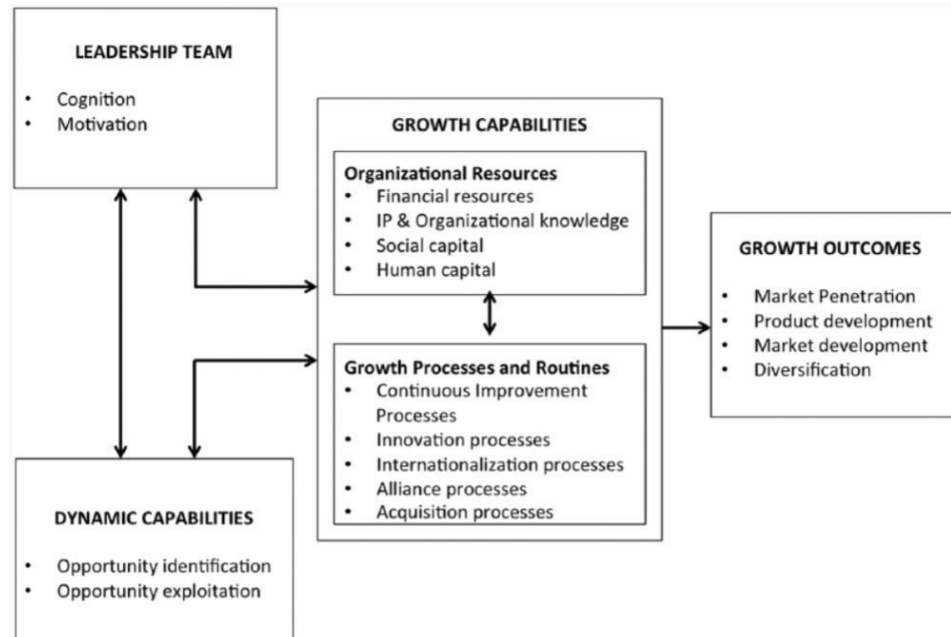 LEADERSHIP TEAM
• Cognition
• Motivation
GROWTH CAPABILITIES
Organizational Resources
• Financial resources
• IP & Organizational knowledge
• Social capital
• Human capital
Growth Processes and Routines
• Continuous Improvement
Processes
• Innovation processes
• Internationalization processes
• Alliance processes
• Acquisition processes
GROWTH OUTCOMES
• Market Penetration
• Product development
• Market development
• Diversification
DYNAMIC CAPABILITIES
• Opportunity identification
• Opportunity exploitation